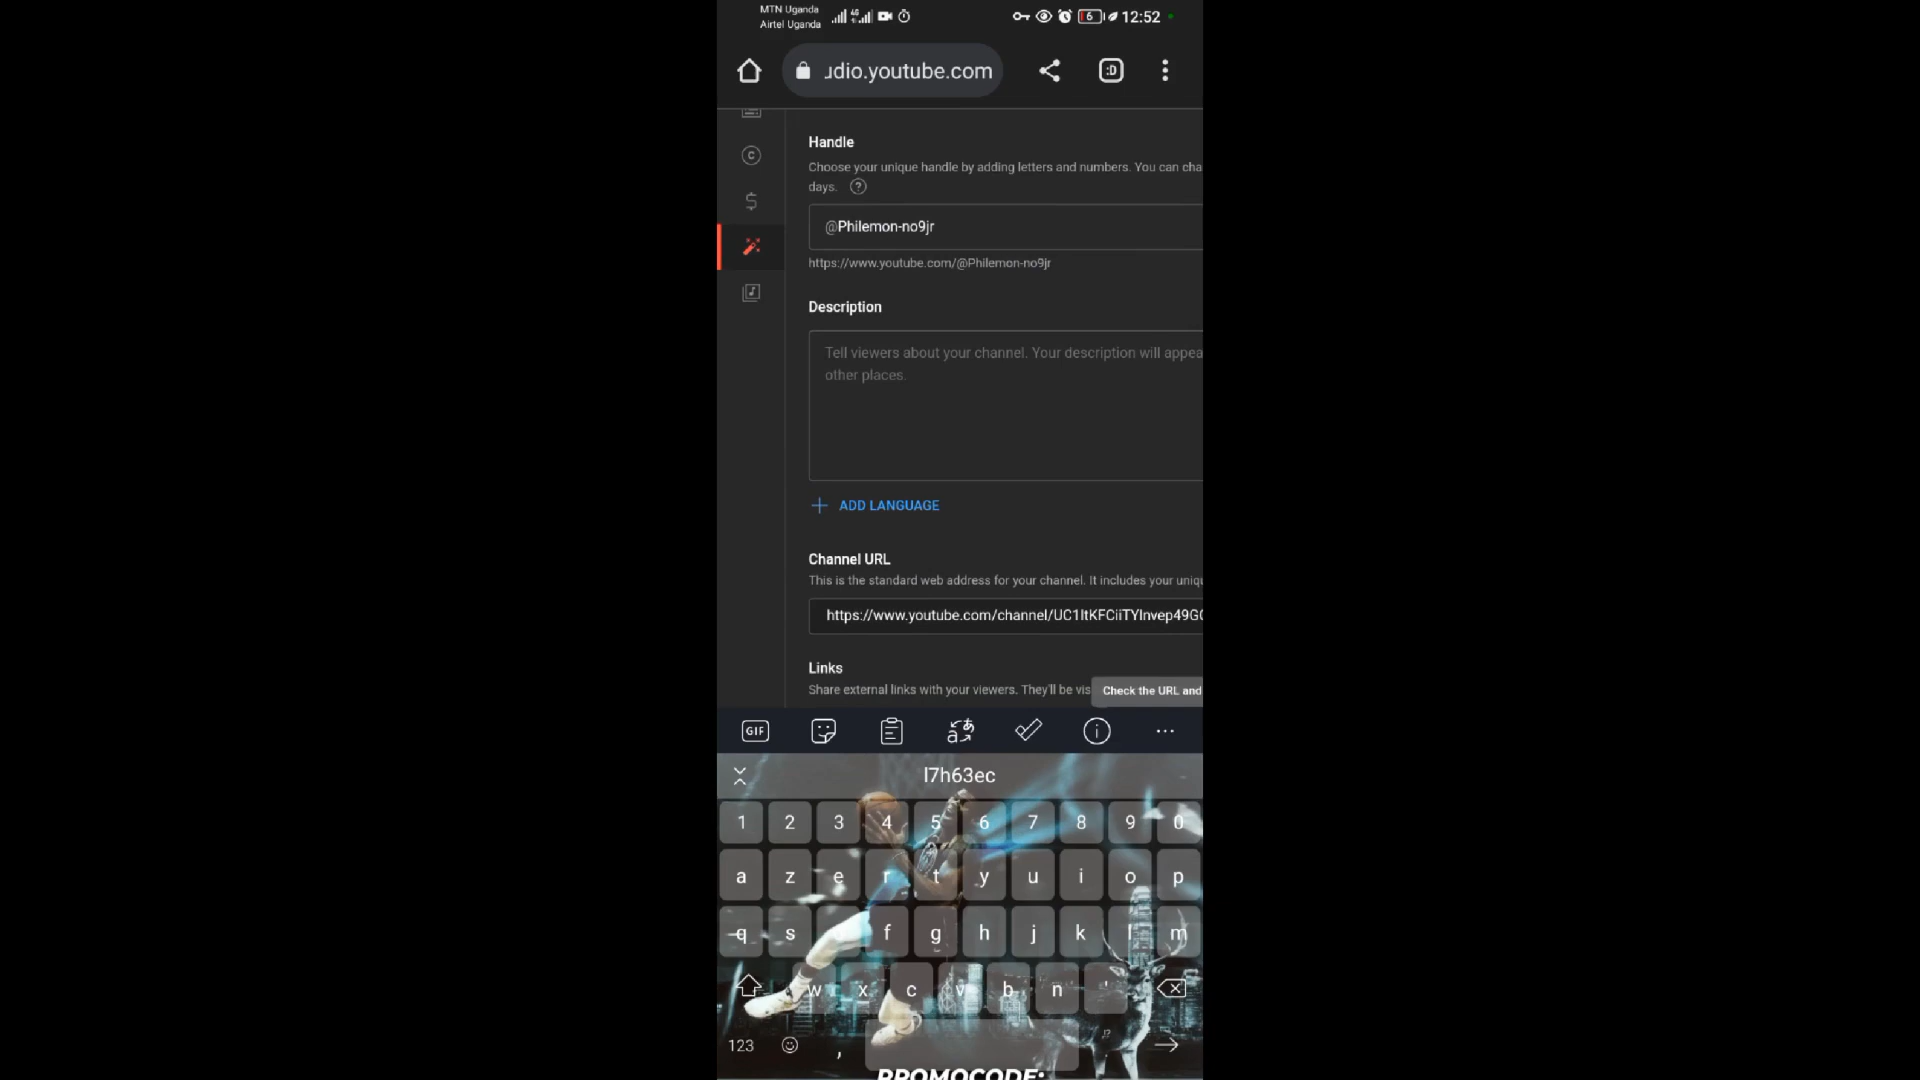 MTN Uganda
Airtel Uganda
4G
6
12:52
udio.youtube.com
:D
Handle
Choose your unique handle by adding letters and numbers. You can cha
days. ?
@Philemon-no9jr
https://www.youtube.com/@Philemon-no9jr
Description
Tell viewers about your channel. Your description will appea
other places.
+ ADD LANGUAGE
Channel URL
This is the standard web address for your channel. It includes your uniqu
https://www.youtube.com/channel/UC1ItKFCiiTYlnvep49G
Links
Share external links with your viewers. They'll be vis
Check the URL and
GIF
l7h63ec
1 2 3 4 5 6 7 8 9 0
a z e r t y u i o p
q s f g h j k l m
w x c v b n '
123 , !?
PROMOCODE: